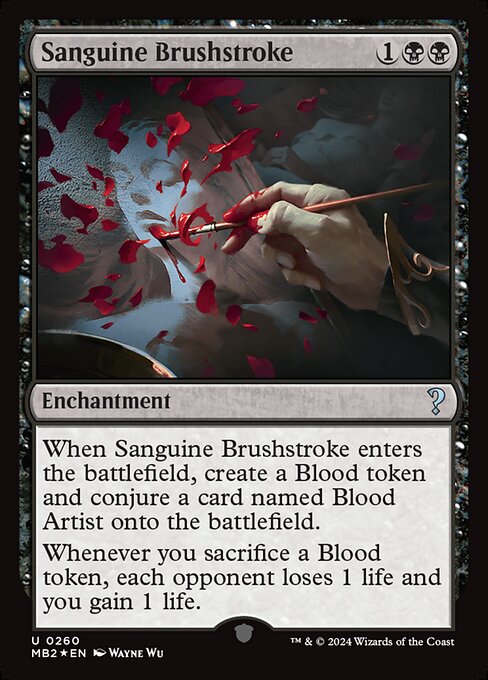 Sanguine Brushstroke 1
Enchantment
When Sanguine Brushstroke enters
the battlefield, create a Blood token
and conjure a card named Blood
Artist onto the battlefield.
Whenever you sacrifice a Blood
token, each opponent loses 1 life and
you gain 1 life.
U 0260
MB2★EN Wayne Wu
™ & © 2024 Wizards of the Coast